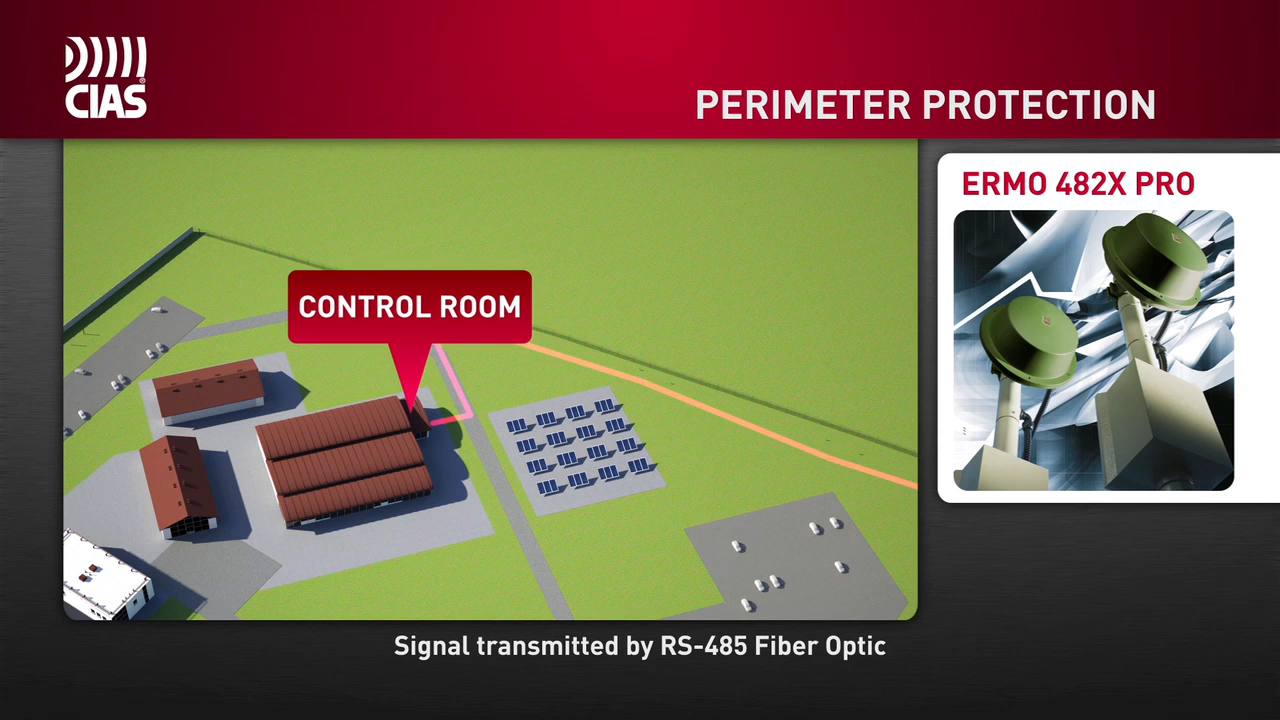 CIAS
PERIMETER PROTECTION
ERMO 482X PRO
CONTROL ROOM
Signal transmitted by RS-485 Fiber Optic